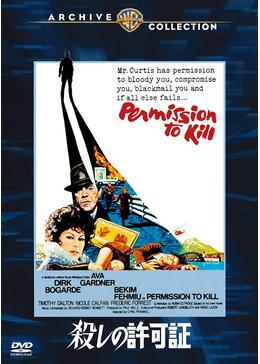 ARCHIVE WB COLLECTION
Mr. Curtis has permission
to bloody you, compromise
you, blackmail you and
if all else fails...
Permission
to Kill
AVA
DIRK GARDNER
BOGARDE BEKIM
FEHMIU in PERMISSION TO KILL
TIMOTHY DALTON NICOLE CALFAN FREDERIC FORREST
殺しの許可証
DVD
DOWNLOAD